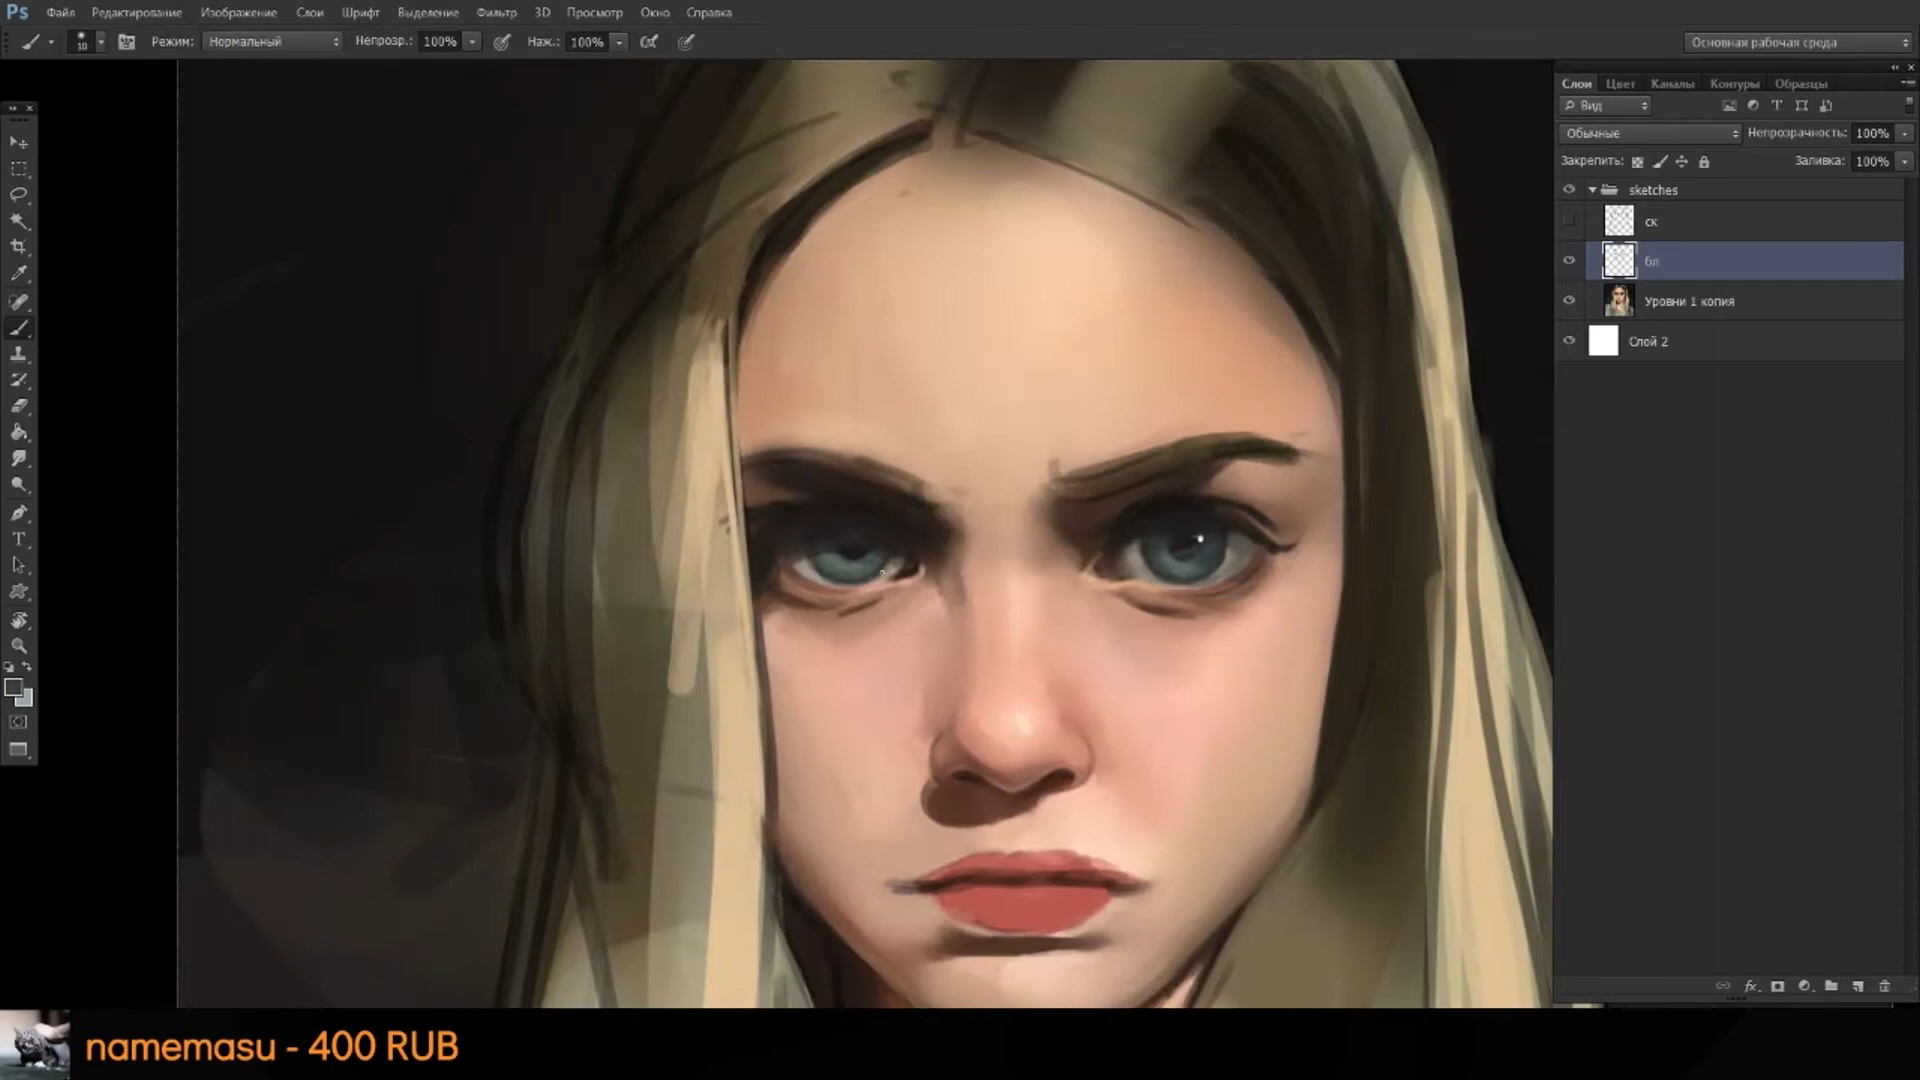 Ps Файл Редактирование Изображение Слои Шрифт Выделение Фильтр 3D Просмотр Окно Справка
10 Режим: Нормальный Непрозр.: 100% Наж.: 100% Основная рабочая среда
Слои Цвет Каналы Контуры Образцы
Вид
Обычные Непрозрачность: 100%
Закрепить: Заливка: 100%
sketches
ск
бл
Уровни 1 копия
Слой 2
namemasu - 400 RUB